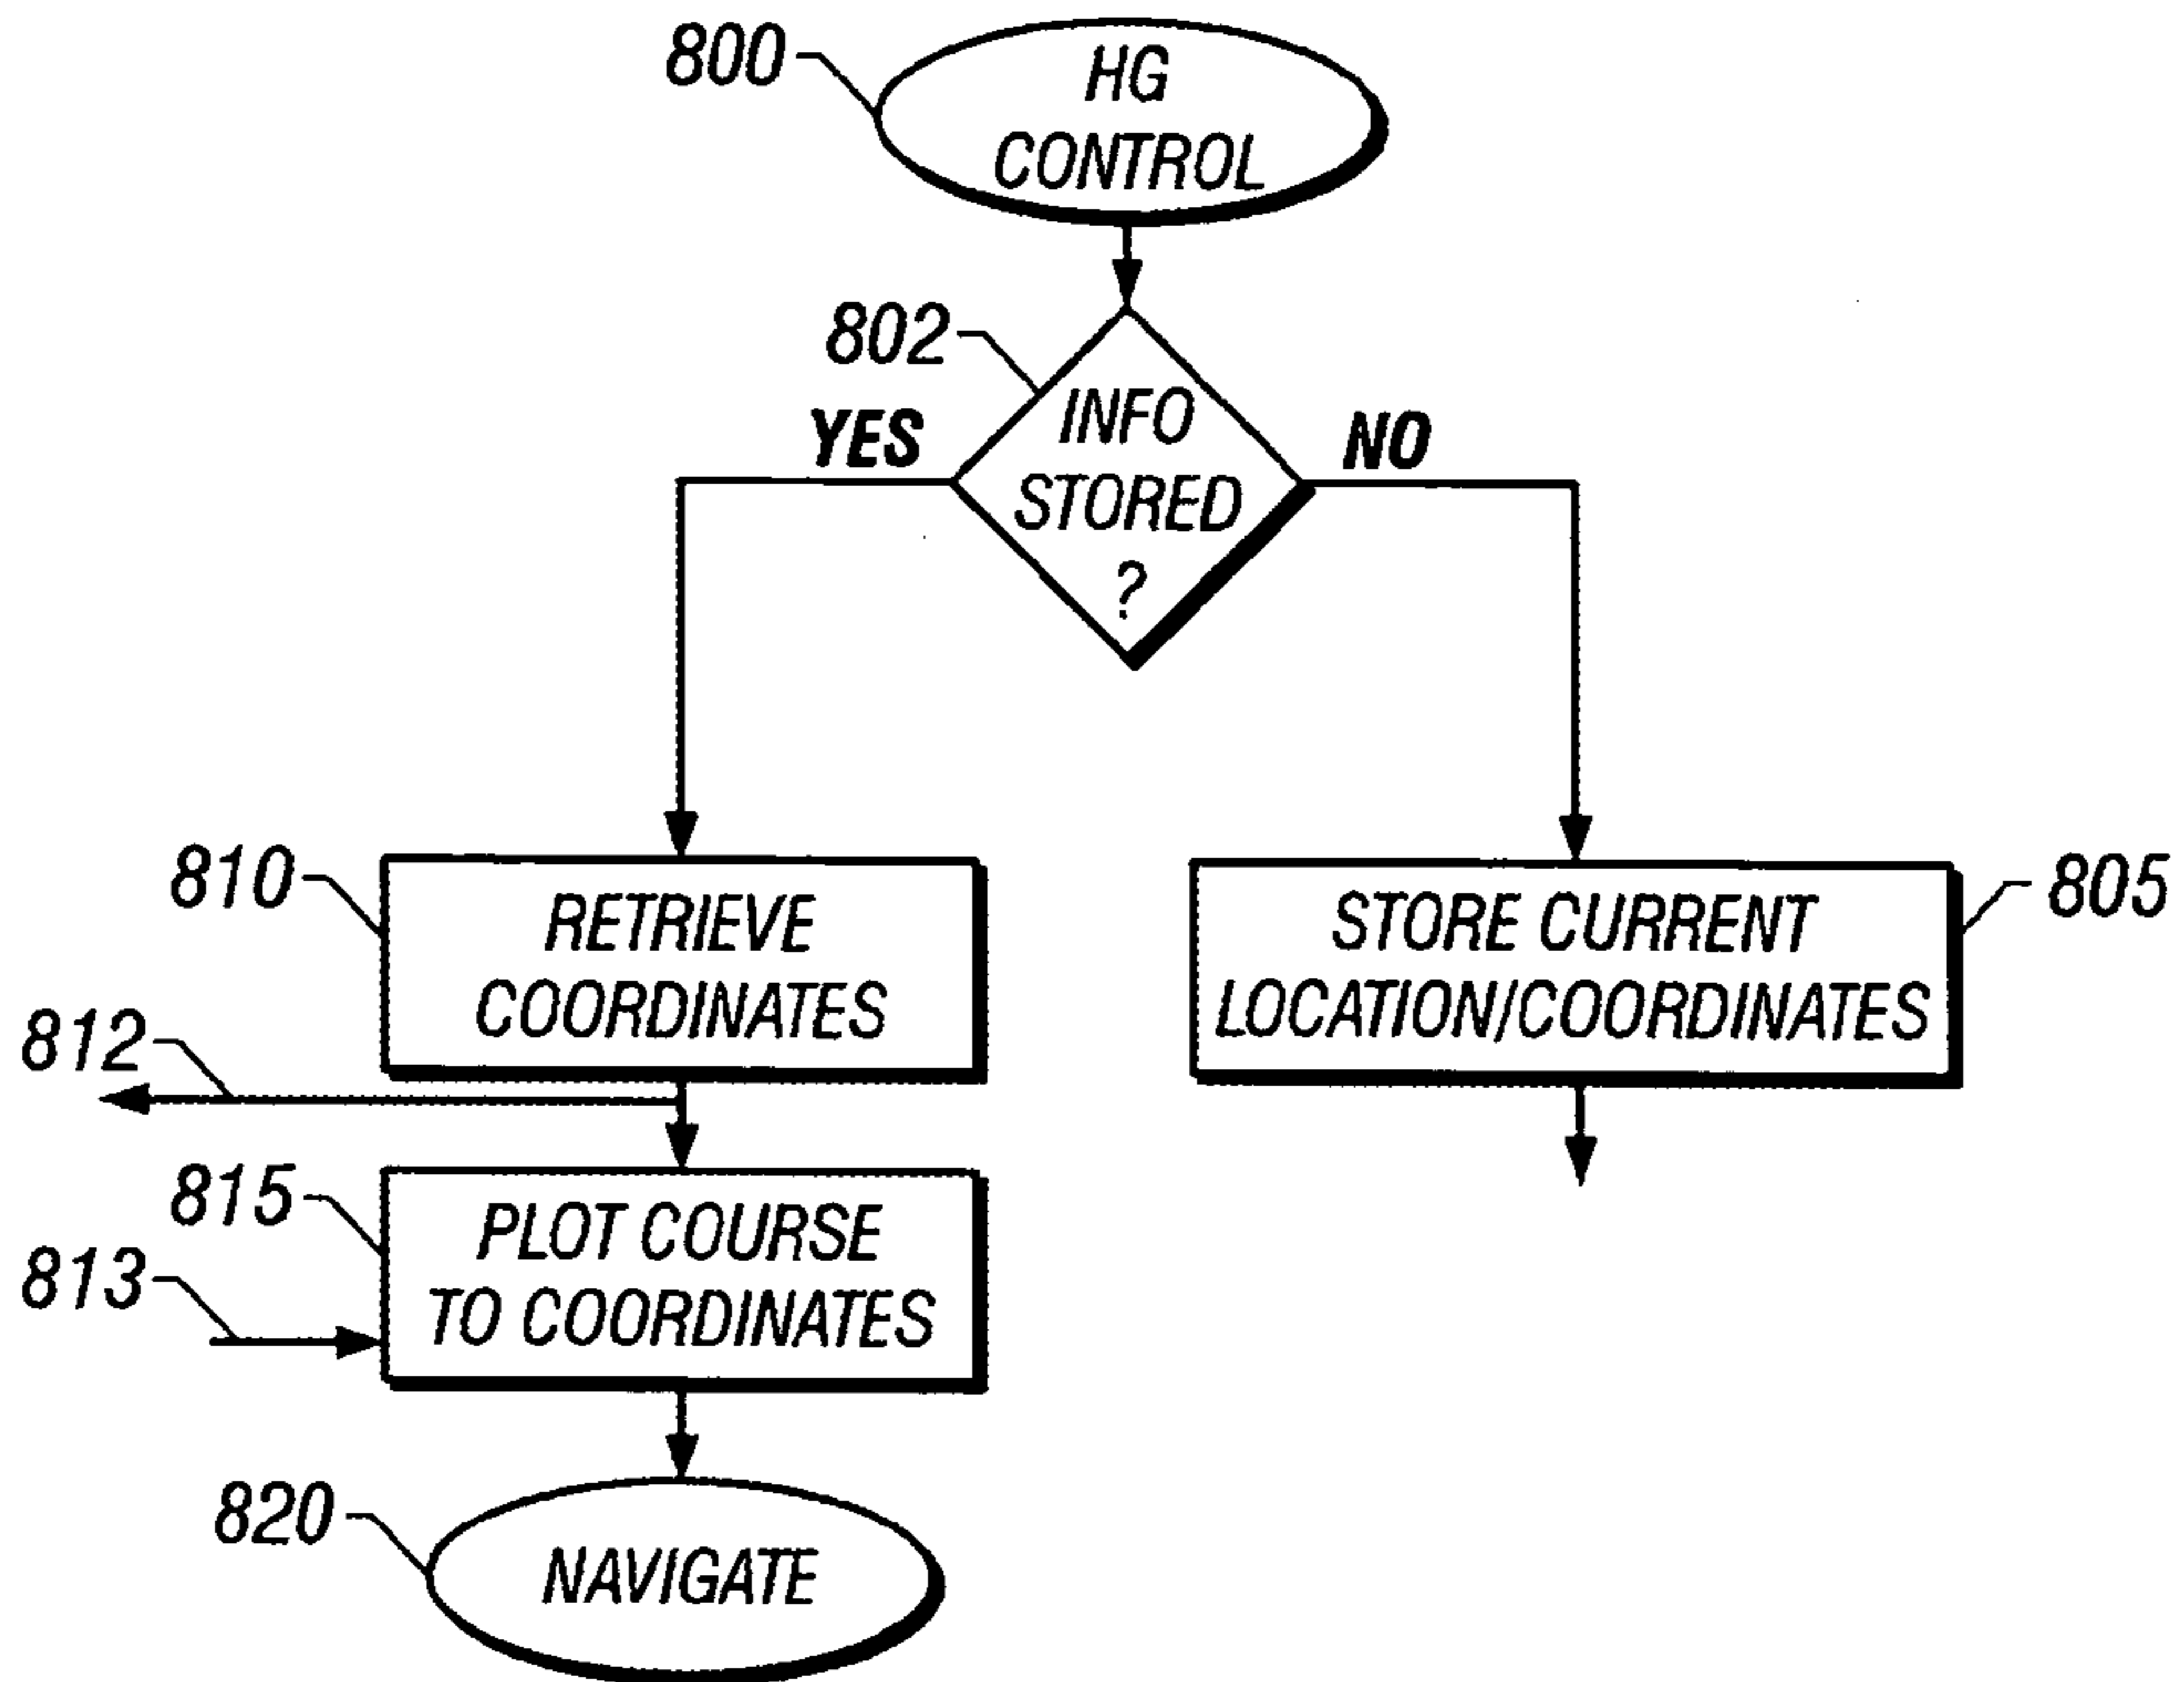 800
HG
CONTROL
802
INFO
STORED
?
YES
NO
810
RETRIEVE
COORDINATES
STORE CURRENT
LOCATION/COORDINATES
805
812
815
PLOT COURSE
TO COORDINATES
813
820
NAVIGATE